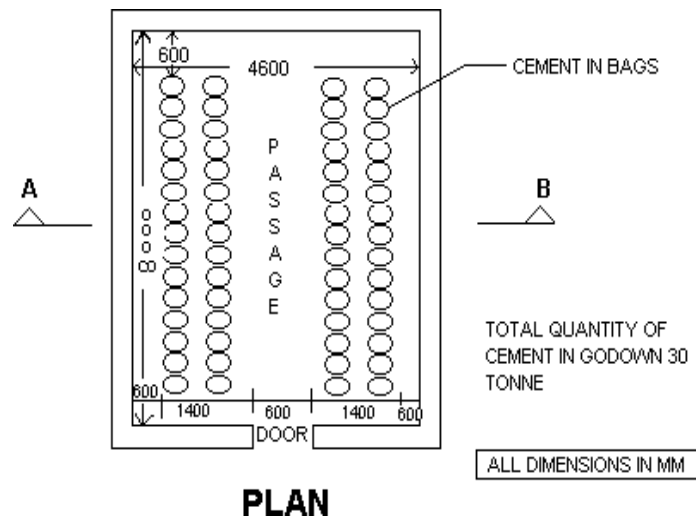 600
4600
CEMENT IN BAGS
PASSAGE
A
B
8000
TOTAL QUANTITY OF
CEMENT IN GODOWN 30
TONNE
600
1400
600
1400
600
DOOR
ALL DIMENSIONS IN MM
PLAN